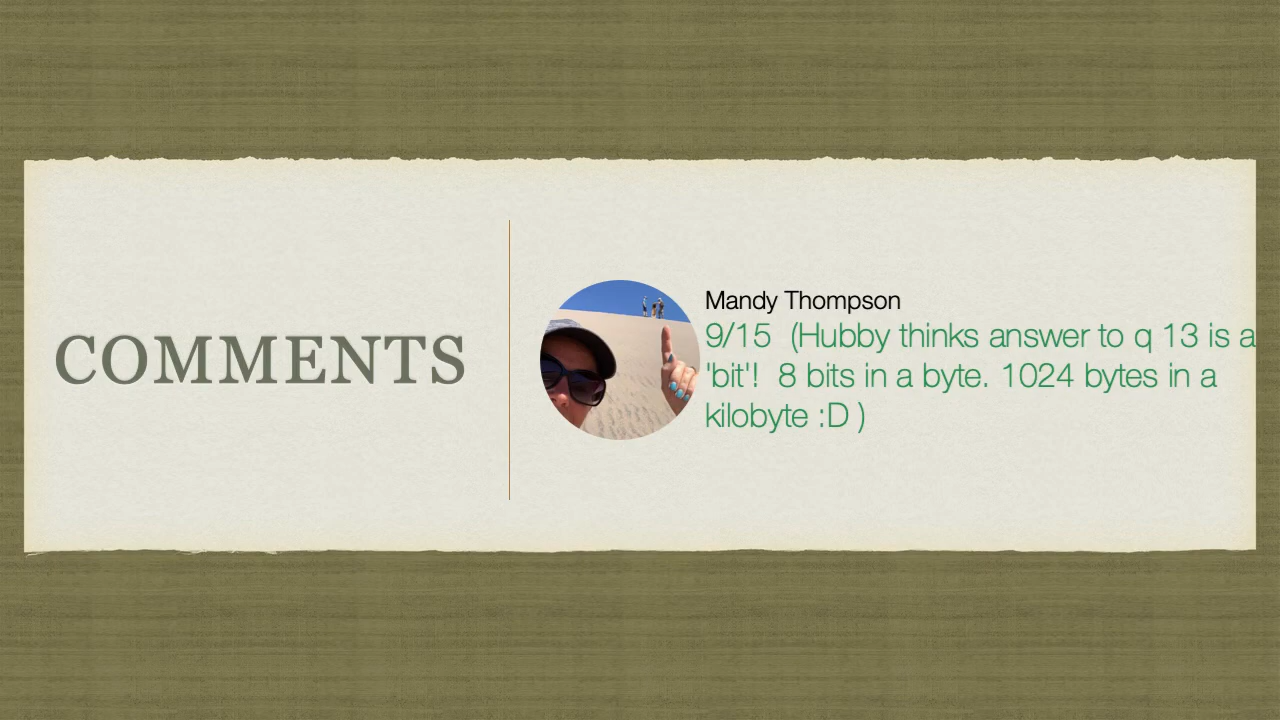 COMMENTS
Mandy Thompson
9/15  (Hubby thinks answer to q 13 is a
'bit'!  8 bits in a byte. 1024 bytes in a
kilobyte :D )